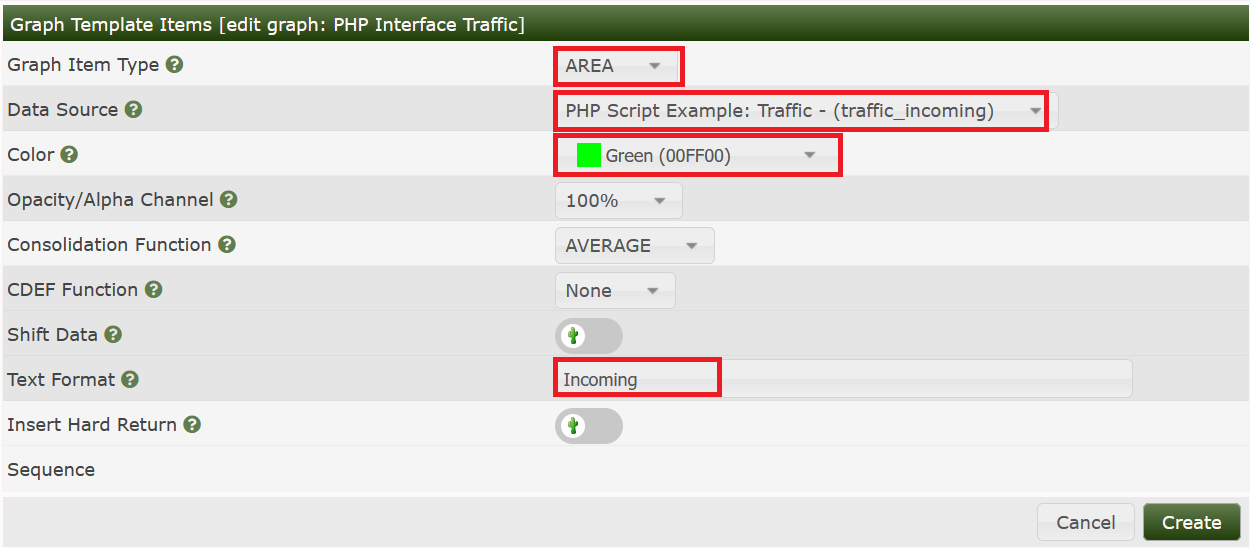 Graph Template Items [edit graph: PHP Interface Traffic]
Graph Item Type ? AREA
Data Source ? PHP Script Example: Traffic - (traffic_incoming)
Color ? Green (00FF00)
Opacity/Alpha Channel ? 100%
Consolidation Function ? AVERAGE
CDEF Function ? None
Shift Data ?
Text Format ? Incoming
Insert Hard Return ?
Sequence
Cancel Create